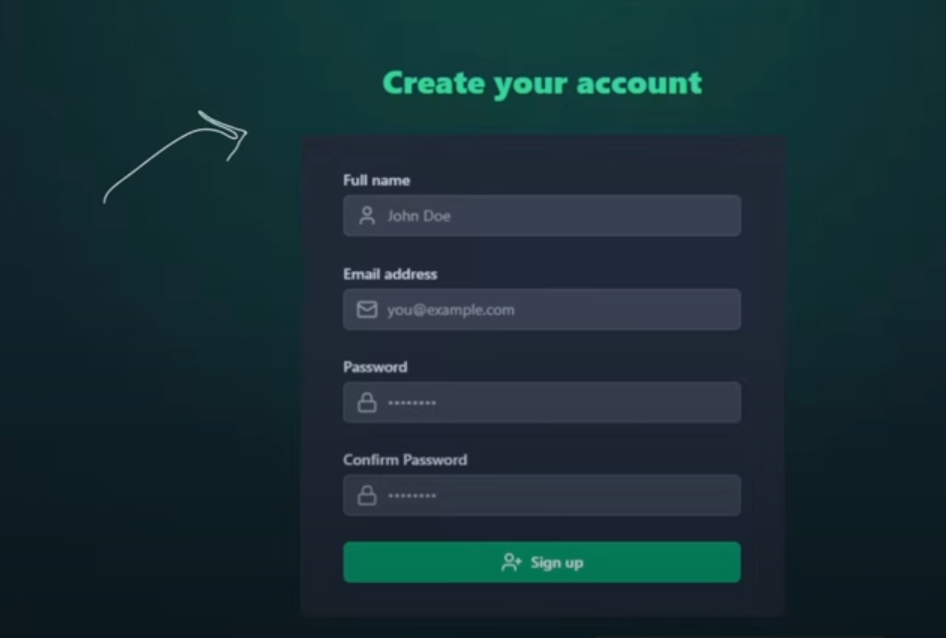 Create your account
Full name
John Doe
Email address
you@example.com
Password
••••••••
Confirm Password
••••••••
Sign up